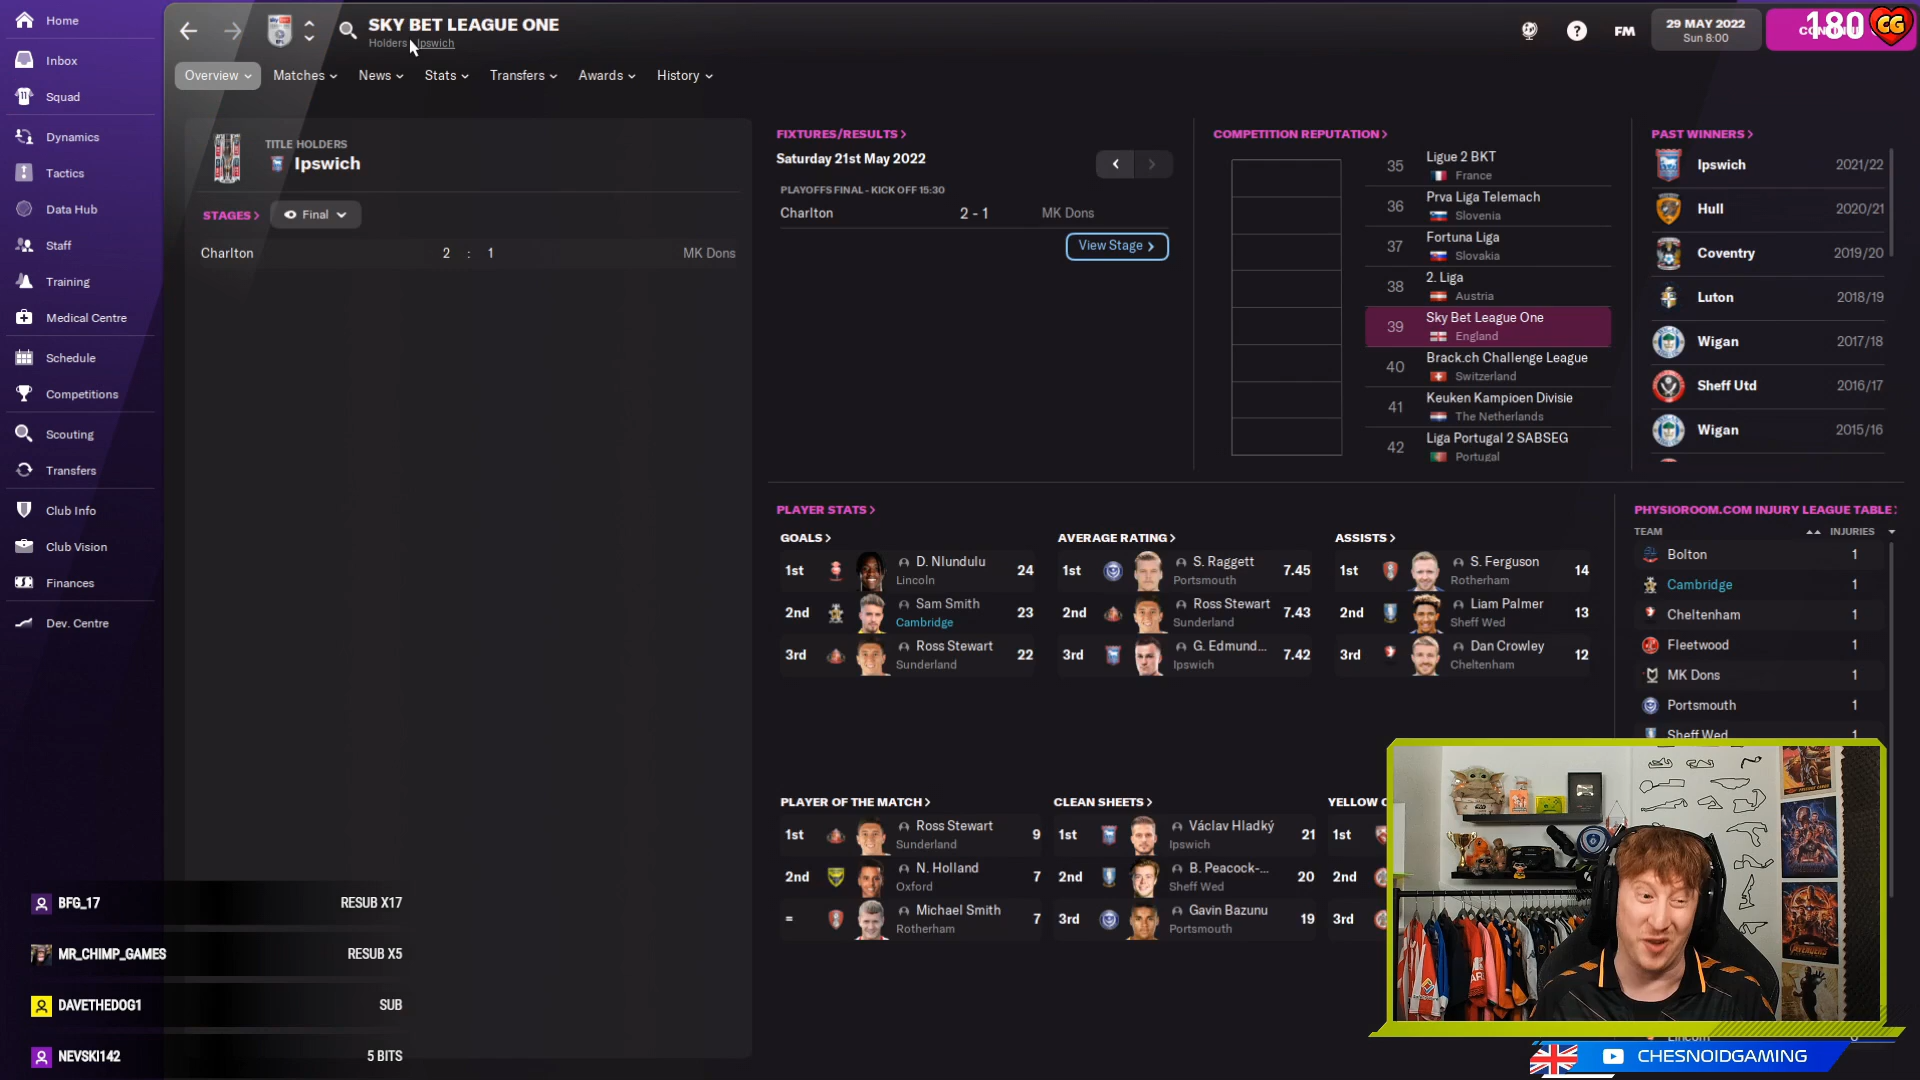 Home
Inbox
Squad
Dynamics
Tactics
Data Hub
Staff
Training
Medical Centre
Schedule
Competitions
Scouting
Transfers
Club Info
Club Vision
Finances
Dev. Centre
SKY BET LEAGUE ONE
Holders Ipswich
FM
29 MAY 2022
Sun 8:00
180
CG
Overview
Matches
News
Stats
Transfers
Awards
History
TITLE HOLDERS
Ipswich
STAGES >
Final
Charlton 2 : 1 MK Dons
FIXTURES/RESULTS >
Saturday 21st May 2022
PLAYOFFS FINAL - KICK OFF 15:30
Charlton 2 - 1 MK Dons
View Stage >
COMPETITION REPUTATION >
35 Ligue 2 BKT
France
36 Prva Liga Telemach
Slovenia
37 Fortuna Liga
Slovakia
38 2. Liga
Austria
39 Sky Bet League One
England
40 Brack.ch Challenge League
Switzerland
41 Keuken Kampioen Divisie
The Netherlands
42 Liga Portugal 2 SABSEG
Portugal
PAST WINNERS >
Ipswich 2021/22
Hull 2020/21
Coventry 2019/20
Luton 2018/19
Wigan 2017/18
Sheff Utd 2016/17
Wigan 2015/16
PLAYER STATS >
GOALS >
1st D. Nlundulu 24
Lincoln
2nd Sam Smith 23
Cambridge
3rd Ross Stewart 22
Sunderland
AVERAGE RATING >
1st S. Raggett 7.45
Portsmouth
2nd Ross Stewart 7.43
Sunderland
3rd G. Edmund... 7.42
Ipswich
ASSISTS >
1st S. Ferguson 14
Rotherham
2nd Liam Palmer 13
Sheff Wed
3rd Dan Crowley 12
Cheltenham
PHYSIOROOM.COM INJURY LEAGUE TABLE
TEAM INJURIES
Bolton 1
Cambridge 1
Cheltenham 1
Fleetwood 1
MK Dons 1
Portsmouth 1
Sheff Wed 1
PLAYER OF THE MATCH >
1st Ross Stewart 9
Sunderland
2nd N. Holland 7
Oxford
= Michael Smith 7
Rotherham
CLEAN SHEETS >
1st Václav Hladký 21
Ipswich
2nd B. Peacock-... 20
Sheff Wed
3rd Gavin Bazunu 19
Portsmouth
YELLOW
1st
2nd
3rd
BFG_17 RESUB X17
MR_CHIMP_GAMES RESUB X5
DAVETHEDOG1 SUB
NEVSKI142 5 BITS
CHESNOIDGAMING